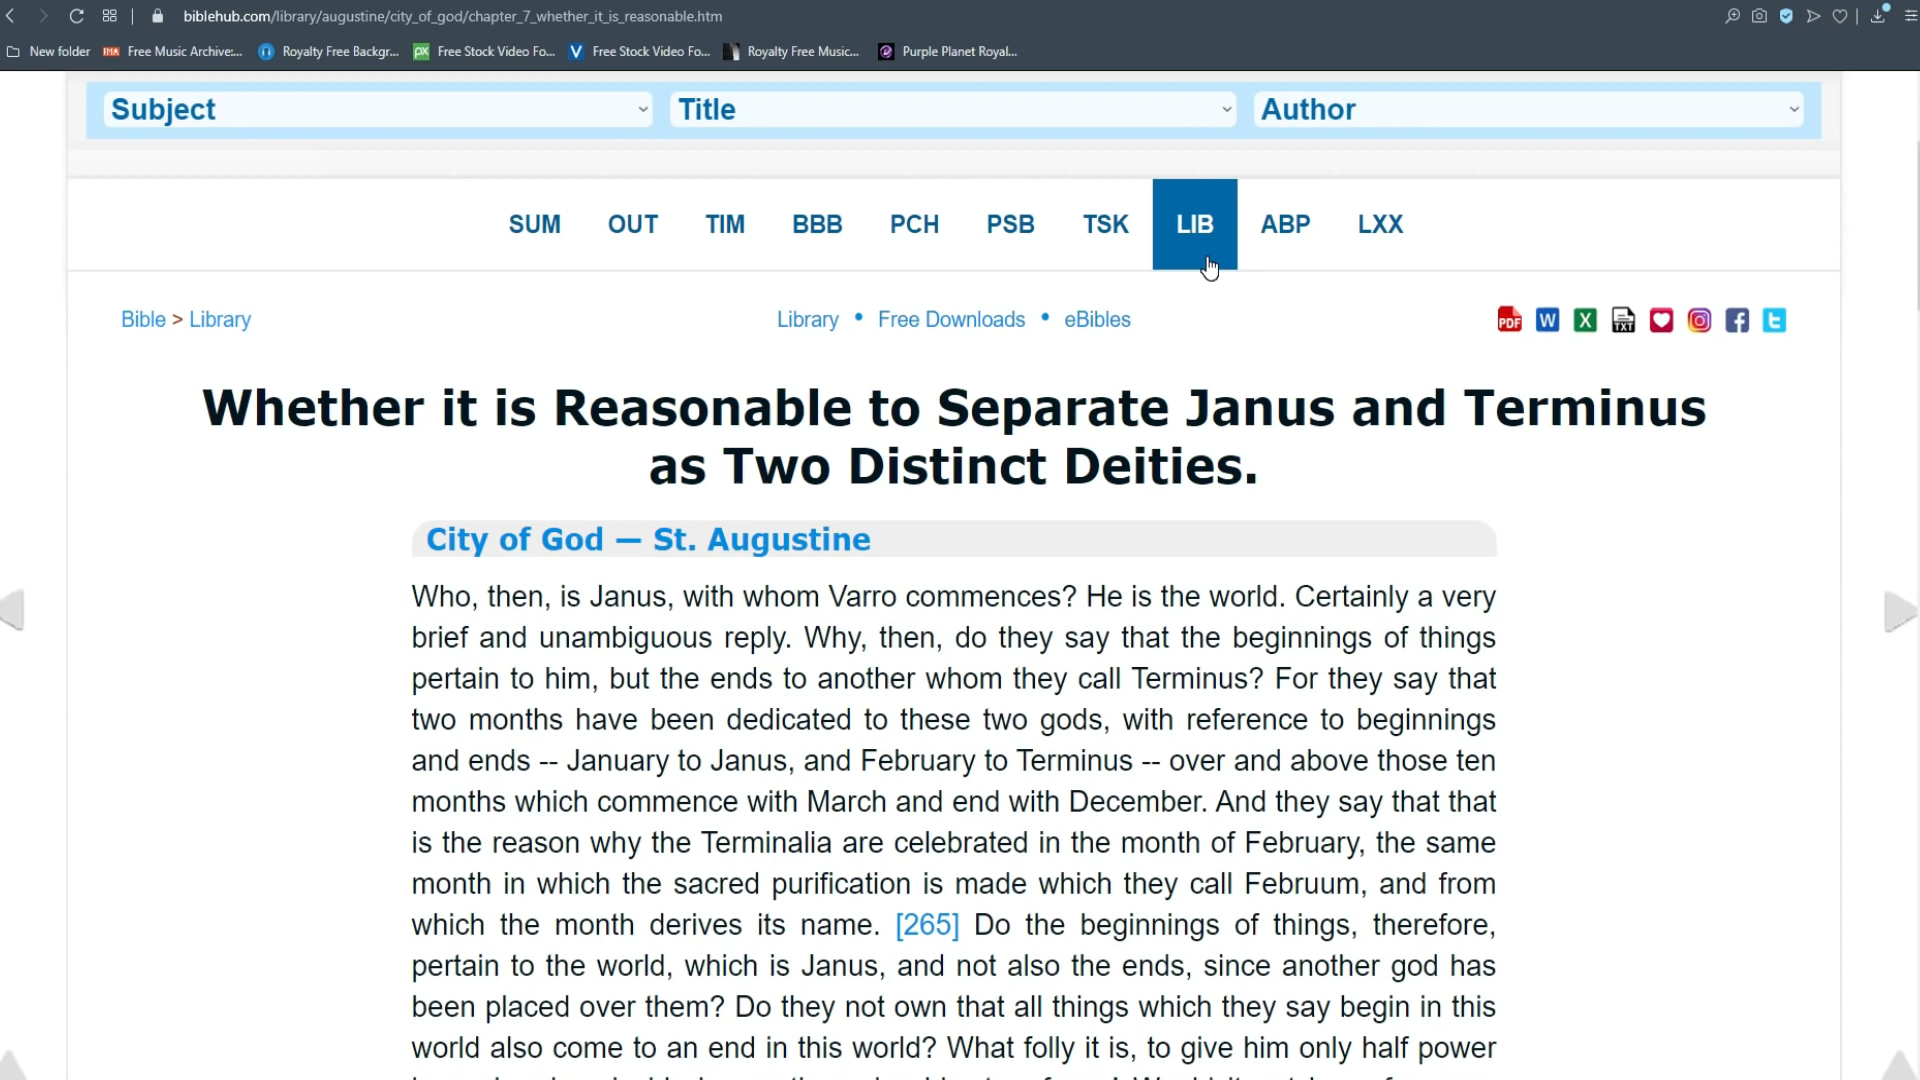 biblehub.com/library/augustine/city_of_god/chapter_7_whether_it_is_reasonable.htm
New folder FMA Free Music Archive:... Royalty Free Backgr... px Free Stock Video Fo... V Free Stock Video Fo... Royalty Free Music... Purple Planet Royal...
Subject Title Author
SUM OUT TIM BBB PCH PSB TSK LIB ABP LXX
Bible > Library Library • Free Downloads • eBibles PDF W X TXT
Whether it is Reasonable to Separate Janus and Terminus
as Two Distinct Deities.
City of God — St. Augustine
Who, then, is Janus, with whom Varro commences? He is the world. Certainly a very
brief and unambiguous reply. Why, then, do they say that the beginnings of things
pertain to him, but the ends to another whom they call Terminus? For they say that
two months have been dedicated to these two gods, with reference to beginnings
and ends -- January to Janus, and February to Terminus -- over and above those ten
months which commence with March and end with December. And they say that that
is the reason why the Terminalia are celebrated in the month of February, the same
month in which the sacred purification is made which they call Februum, and from
which the month derives its name. [265] Do the beginnings of things, therefore,
pertain to the world, which is Janus, and not also the ends, since another god has
been placed over them? Do they not own that all things which they say begin in this
world also come to an end in this world? What folly it is, to give him only half power